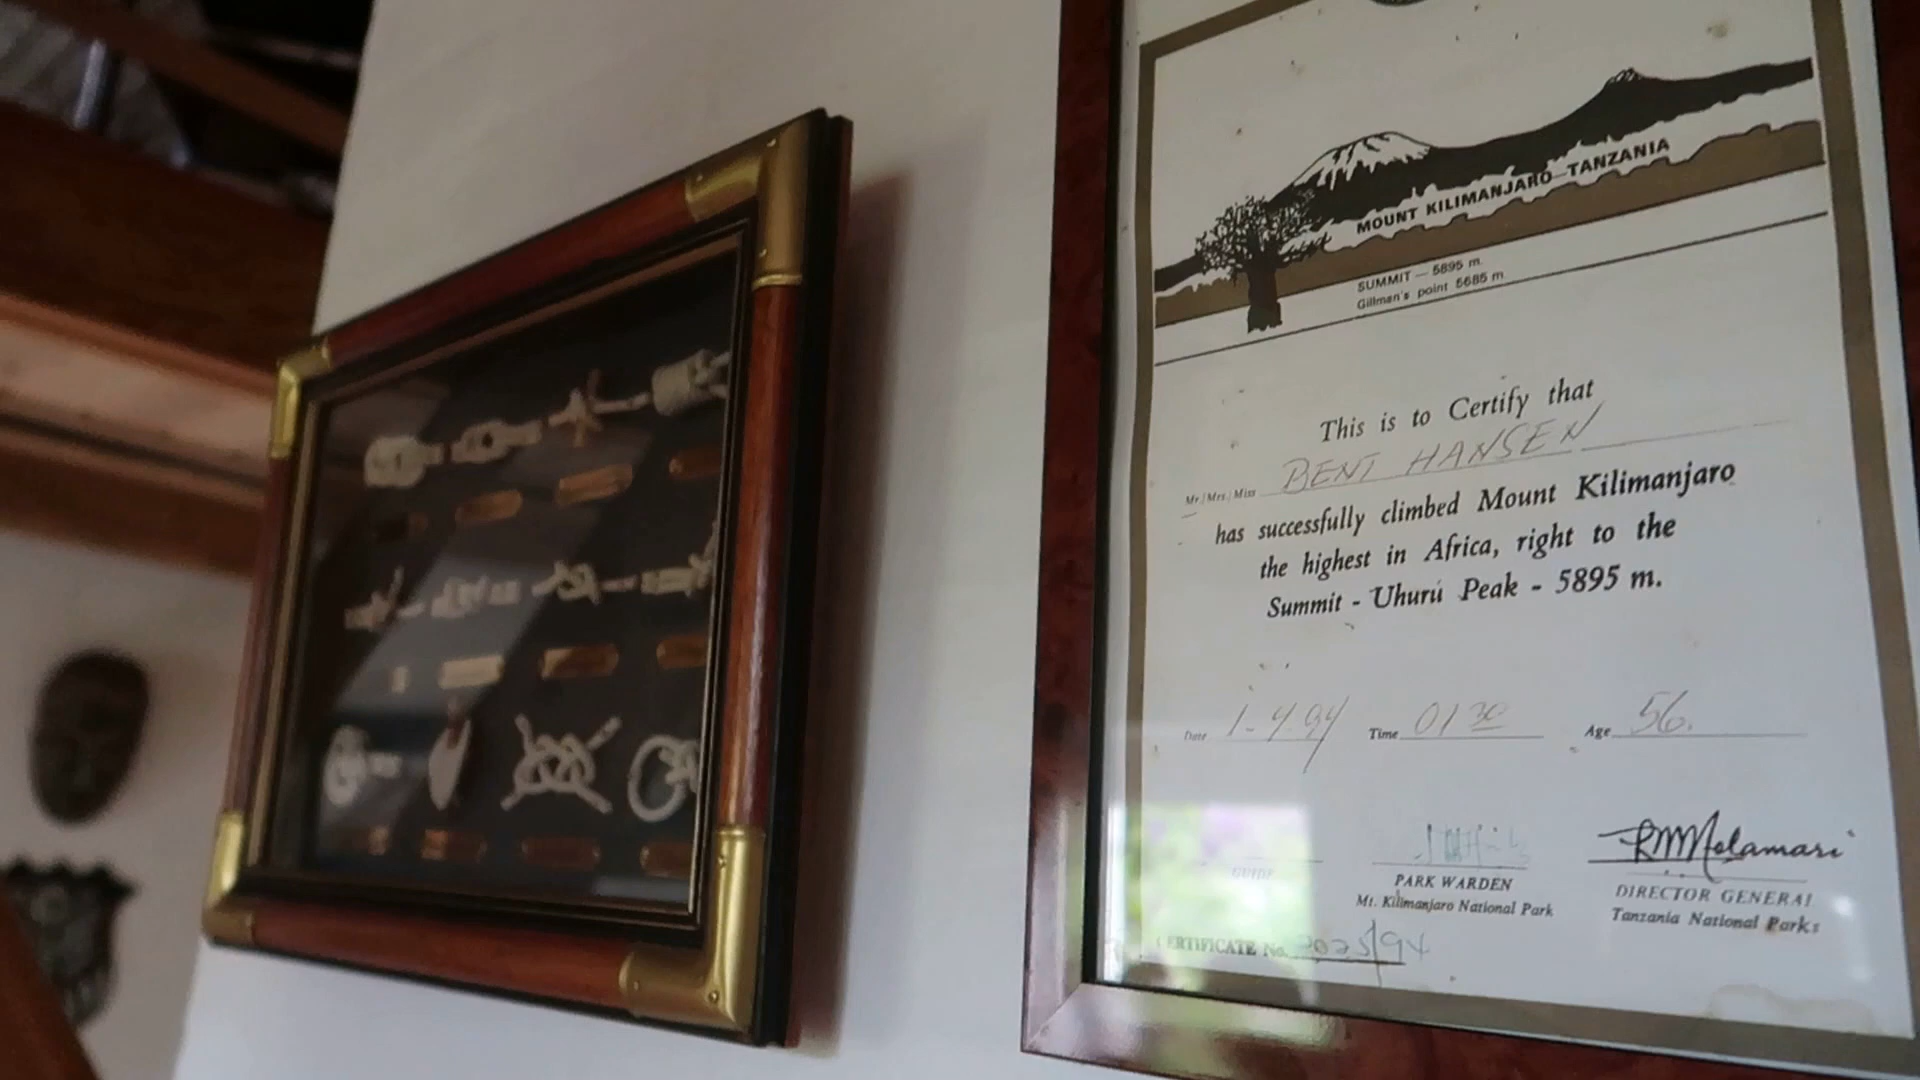 MOUNT KILIMANJARO—TANZANIA
SUMMIT — 5895 m.
Gillman's point 5685 m.
This is to Certify that
Mr./Mrs./Miss BENT HANSEN
has successfully climbed Mount Kilimanjaro
the highest in Africa, right to the
Summit - Uhuru Peak - 5895 m.
Date 1-4-94 Time 01 30 Age 56.
GUIDE
PARK WARDEN
Mt. Kilimanjaro National Park
DIRECTOR GENERAL
Tanzania National Parks
CERTIFICATE No.